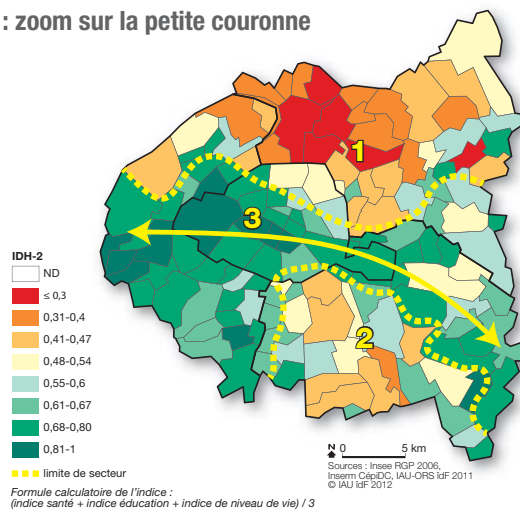 : zoom sur la petite couronne
1
3
2
IDH-2
ND
≤ 0,3
0,31-0,4
0,41-0,47
0,48-0,54
0,55-0,6
0,61-0,67
0,68-0,80
0,81-1
limite de secteur
N 0 5 km
Sources : Insee RGP 2006,
Inserm CépiDC, IAU-ORS îdF 2011
© IAU îdF 2012
Formule calculatoire de l'indice :
(indice santé + indice éducation + indice de niveau de vie) / 3